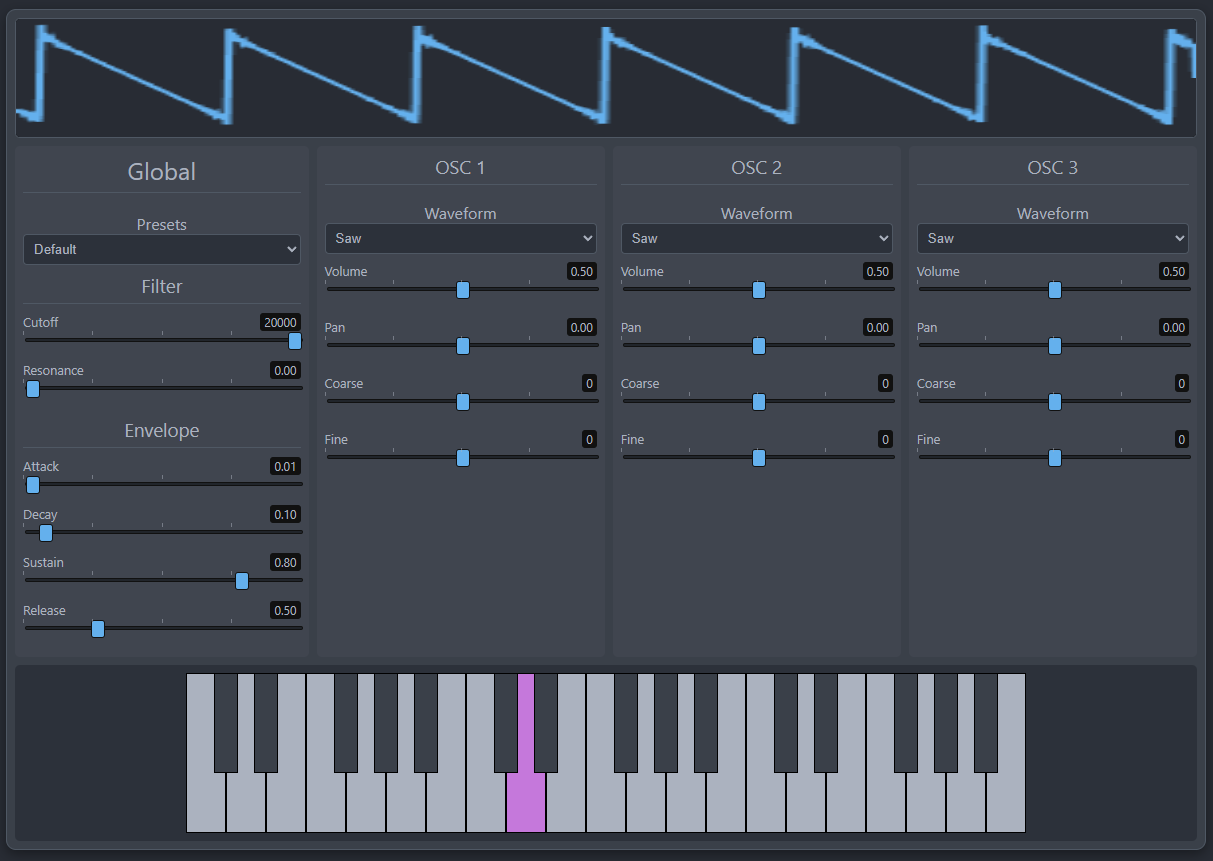 Global
Presets
Default
Filter
Cutoff 20000
Resonance 0.00
Envelope
Attack 0.01
Decay 0.10
Sustain 0.80
Release 0.50
OSC 1
Waveform
Saw
Volume 0.50
Pan 0.00
Coarse 0
Fine 0
OSC 2
Waveform
Saw
Volume 0.50
Pan 0.00
Coarse 0
Fine 0
OSC 3
Waveform
Saw
Volume 0.50
Pan 0.00
Coarse 0
Fine 0